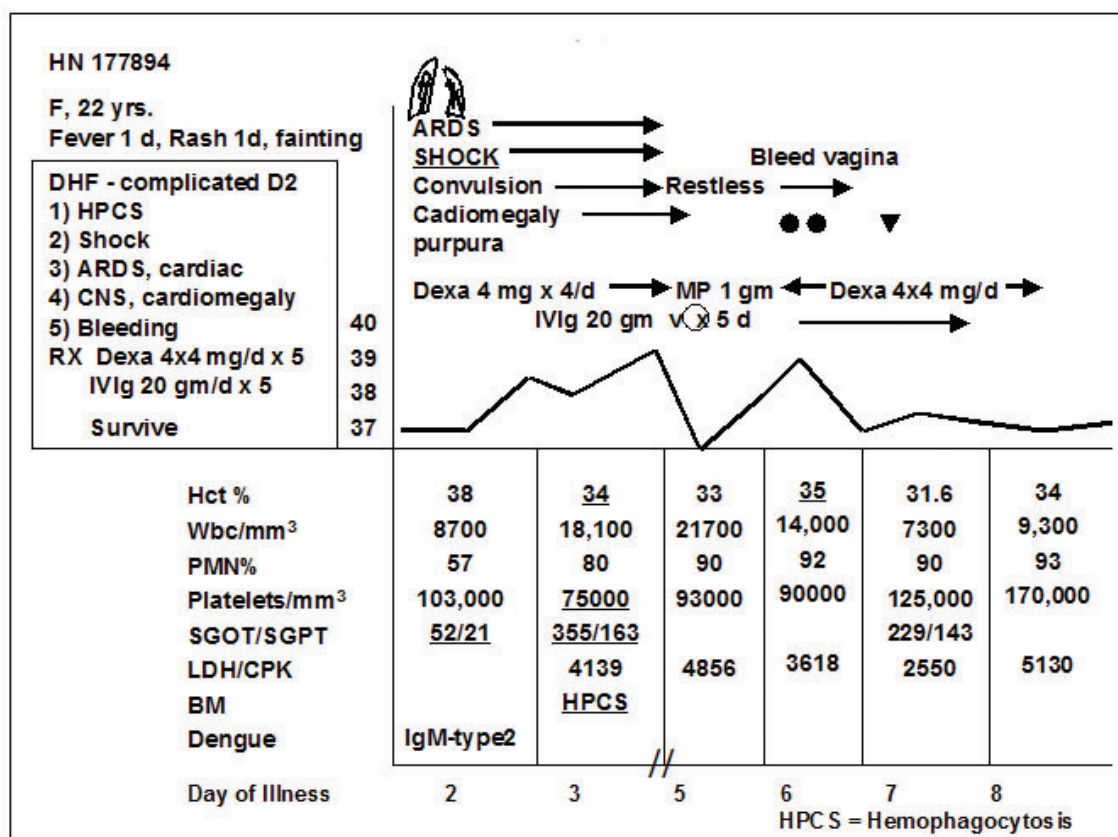 HN 177894
F, 22 yrs.
Fever 1 d, Rash 1d, fainting
DHF - complicated D2
1) HPCS
2) Shock
3) ARDS, cardiac
4) CNS, cardiomegaly
5) Bleeding
RX Dexa 4x4 mg/d x 5
IVIg 20 gm/d x 5
Survive
ARDS
SHOCK
Bleed vagina
Convulsion Restless
Cadiomegaly
purpura
Dexa 4 mg x 4/d MP 1 gm Dexa 4x4 mg/d
IVIg 20 gm v x 5 d
40
39
38
37
Hct % 38 34 33 35 31.6 34
Wbc/mm³ 8700 18,100 21700 14,000 7300 9,300
PMN% 57 80 90 92 90 93
Platelets/mm³ 103,000 75000 93000 90000 125,000 170,000
SGOT/SGPT 52/21 355/163 229/143
LDH/CPK 4139 4856 3618 2550 5130
BM HPCS
Dengue IgM-type2
//
Day of Illness 2 3 5 6 7 8
HPCS = Hemophagocytosis